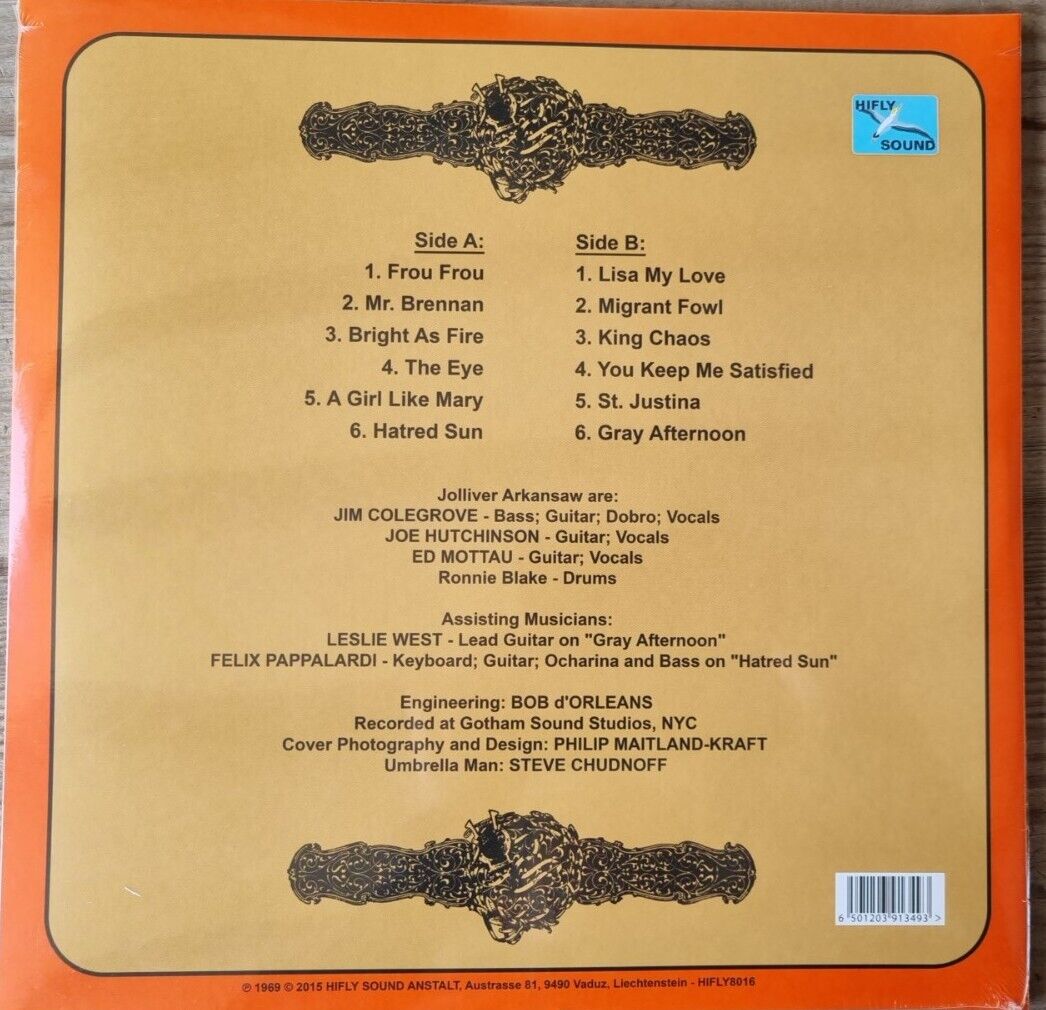 HIFLY
SOUND
Side A:
1. Frou Frou
2. Mr. Brennan
3. Bright As Fire
4. The Eye
5. A Girl Like Mary
6. Hatred Sun
Side B:
1. Lisa My Love
2. Migrant Fowl
3. King Chaos
4. You Keep Me Satisfied
5. St. Justina
6. Gray Afternoon
Jolliver Arkansaw are:
JIM COLEGROVE - Bass; Guitar; Dobro; Vocals
JOE HUTCHINSON - Guitar; Vocals
ED MOTTAU - Guitar; Vocals
Ronnie Blake - Drums
Assisting Musicians:
LESLIE WEST - Lead Guitar on "Gray Afternoon"
FELIX PAPPALARDI - Keyboard; Guitar; Ocharina and Bass on "Hatred Sun"
Engineering: BOB d'ORLEANS
Recorded at Gotham Sound Studios, NYC
Cover Photography and Design: PHILIP MAITLAND-KRAFT
Umbrella Man: STEVE CHUDNOFF
6 501203 913493 >
℗ 1969 © 2015 HIFLY SOUND ANSTALT, Austrasse 81, 9490 Vaduz, Liechtenstein - HIFLY8016